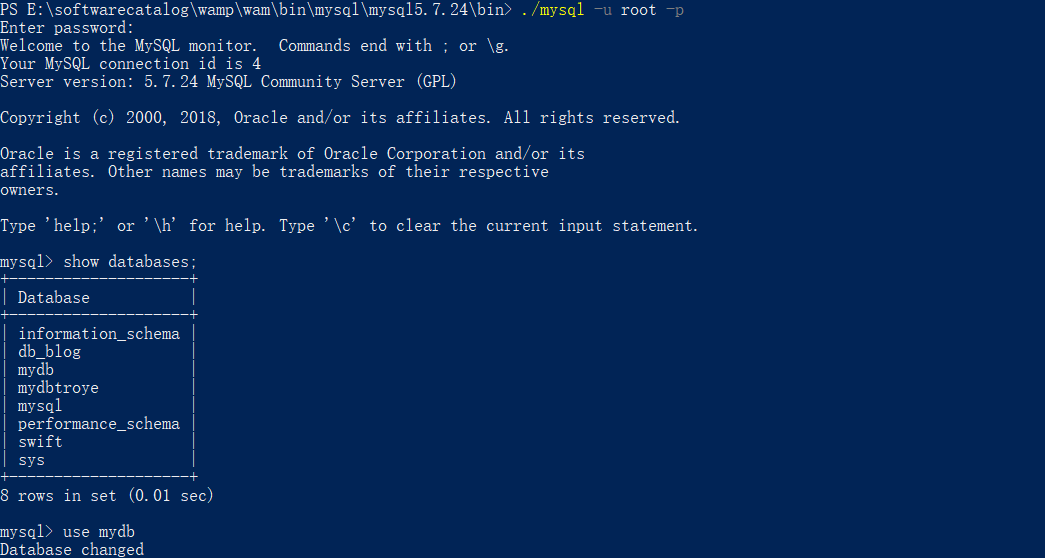 PS E:\softwarecatalog\wamp\wam\bin\mysql\mysql5.7.24\bin> ./mysql -u root -p
Enter password:
Welcome to the MySQL monitor.  Commands end with ; or \g.
Your MySQL connection id is 4
Server version: 5.7.24 MySQL Community Server (GPL)
Copyright (c) 2000, 2018, Oracle and/or its affiliates. All rights reserved.
Oracle is a registered trademark of Oracle Corporation and/or its
affiliates. Other names may be trademarks of their respective
owners.
Type 'help;' or '\h' for help. Type '\c' to clear the current input statement.
mysql> show databases;
+--------------------+
| Database           |
+--------------------+
| information_schema |
| db_blog            |
| mydb               |
| mydbtroye          |
| mysql              |
| performance_schema |
| swift              |
| sys                |
+--------------------+
8 rows in set (0.01 sec)
mysql> use mydb
Database changed